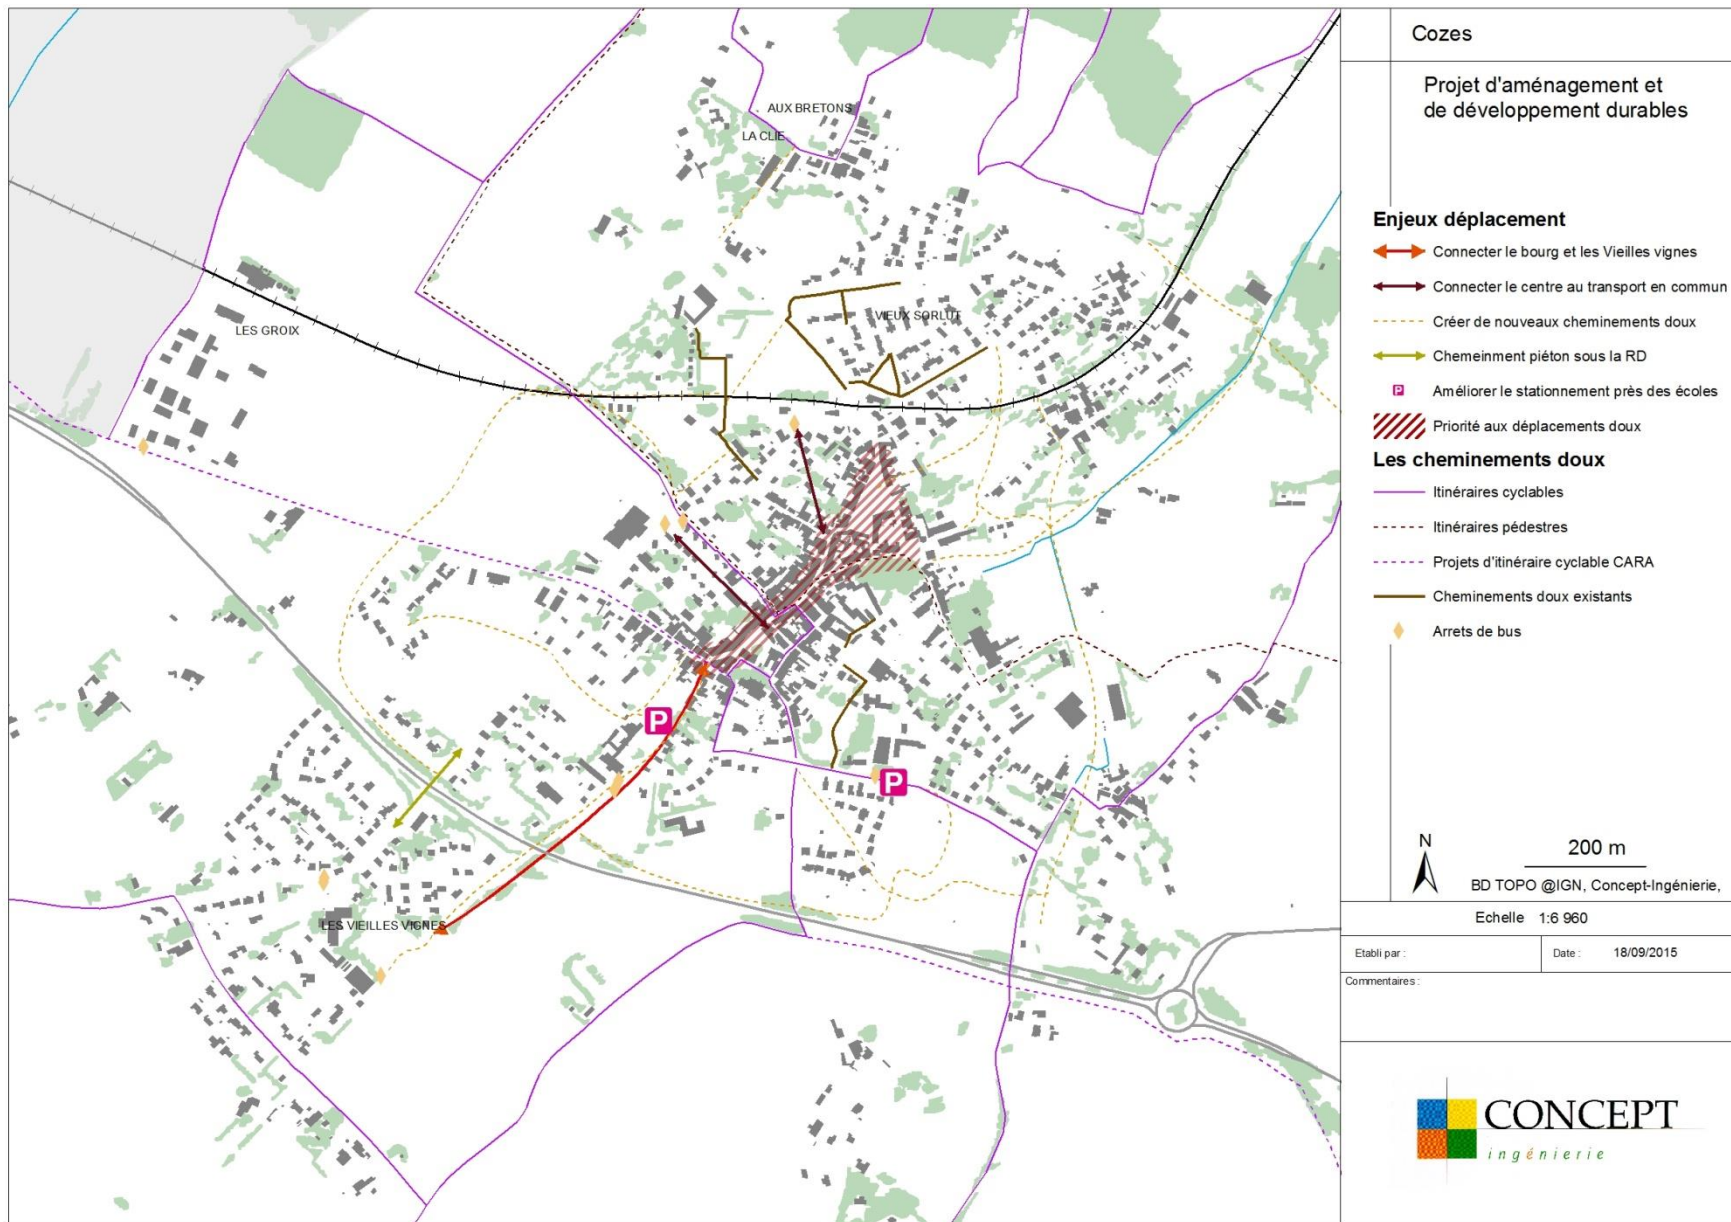 Cozes
Projet d'aménagement et
de développement durables
Enjeux déplacement
Connecter le bourg et les Vieilles vignes
Connecter le centre au transport en commun
Créer de nouveaux cheminements doux
Chemeinment piéton sous la RD
P Améliorer le stationnement près des écoles
Priorité aux déplacements doux
Les cheminements doux
Itinéraires cyclables
Itinéraires pédestres
Projets d'itinéraire cyclable CARA
Cheminements doux existants
Arrets de bus
N
200 m
BD TOPO @IGN, Concept-Ingénierie,
Echelle 1:6 960
Etabli par :
Date : 18/09/2015
Commentaires :
CONCEPT
ingénierie
AUX BRETONS
LA CLIE
LES GROIX
VIEUX SORLUT
P
P
LES VIEILLES VIGNES